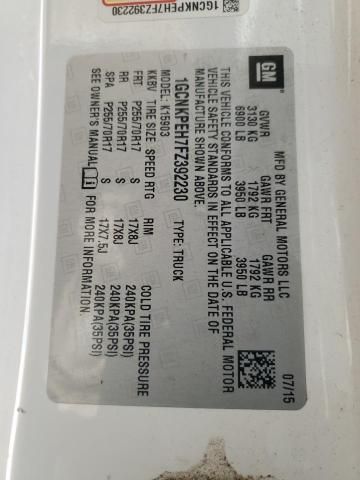 1GCNKPEH7FZ392230
GM
MFD BY GENERAL MOTORS LLC
07/15
GVWR GAWR FRT GAWR RR
3130 KG 1792 KG 1792 KG
6900 LB 3950 LB 3950 LB
THIS VEHICLE CONFORMS TO ALL APPLICABLE U.S. FEDERAL MOTOR
VEHICLE SAFETY STANDARDS IN EFFECT ON THE DATE OF
MANUFACTURE SHOWN ABOVE.
1GCNKPEH7FZ392230 TYPE: TRUCK
MODEL: K15903
KKBV TIRE SIZE SPEED RTG RIM COLD TIRE PRESSURE
FRT P255/70R17 S 17X8J 240KPA(35PSI)
RR P255/70R17 S 17X8J 240KPA(35PSI)
SPA P255/70R17 S 17X7.5J 240KPA(35PSI)
SEE OWNER'S MANUAL FOR MORE INFORMATION.